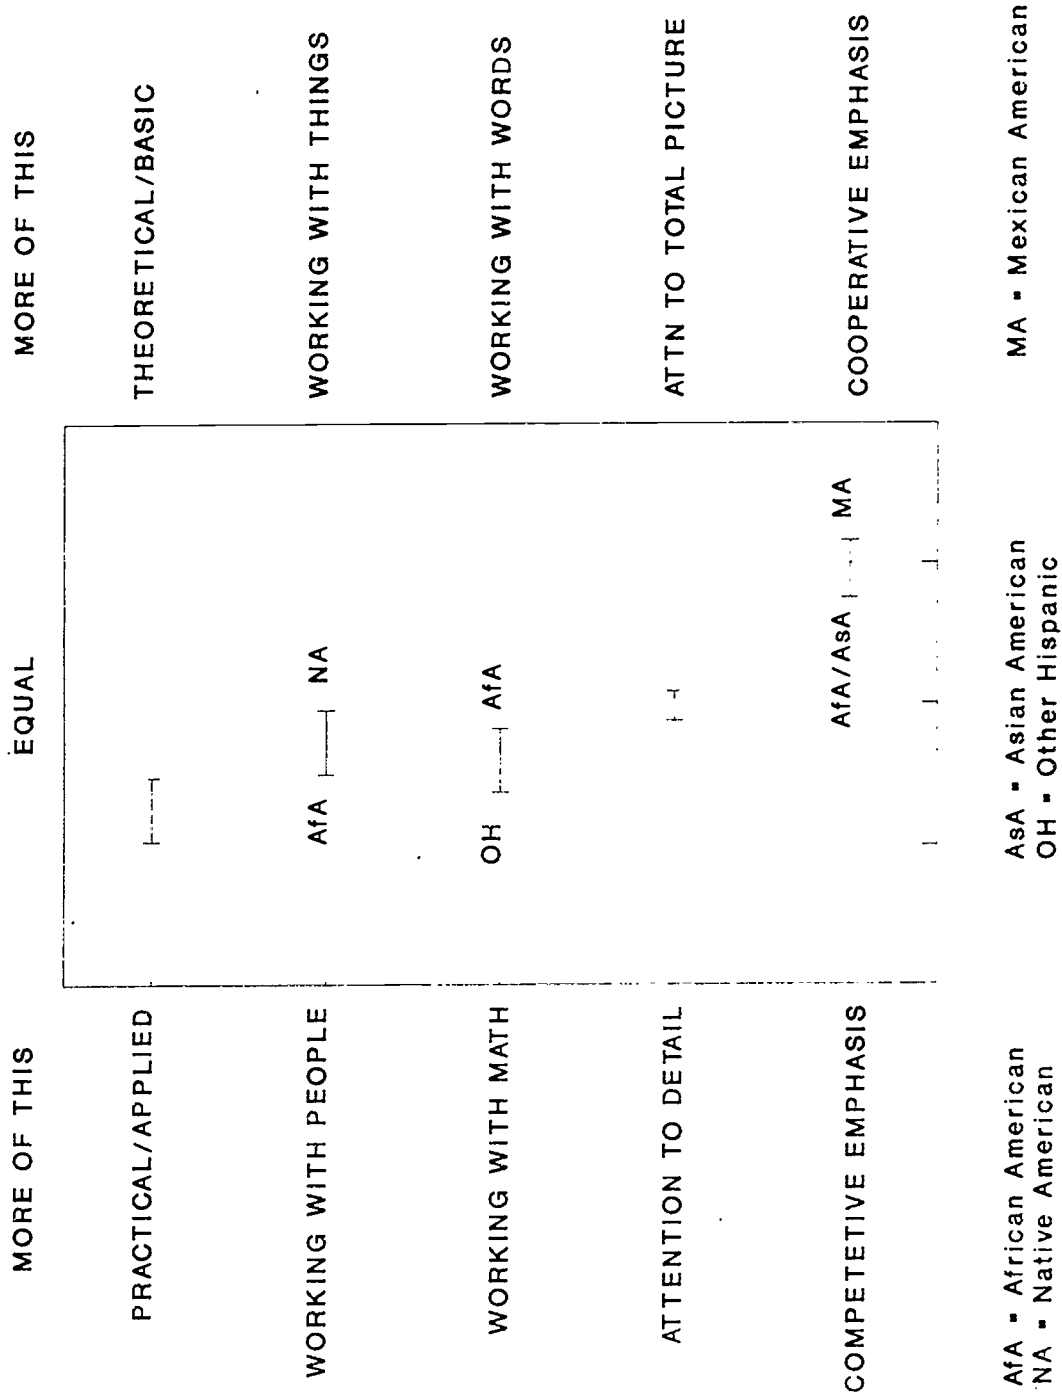 MORE OF THIS EQUAL MORE OF THIS
PRACTICAL/APPLIED THEORETICAL/BASIC
WORKING WITH PEOPLE AfA NA WORKING WITH THINGS
WORKING WITH MATH OH AfA WORKING WITH WORDS
ATTENTION TO DETAIL ATTN TO TOTAL PICTURE
COMPETETIVE EMPHASIS AfA/AsA MA COOPERATIVE EMPHASIS
AfA = African American AsA = Asian American MA = Mexican American
NA = Native American OH = Other Hispanic